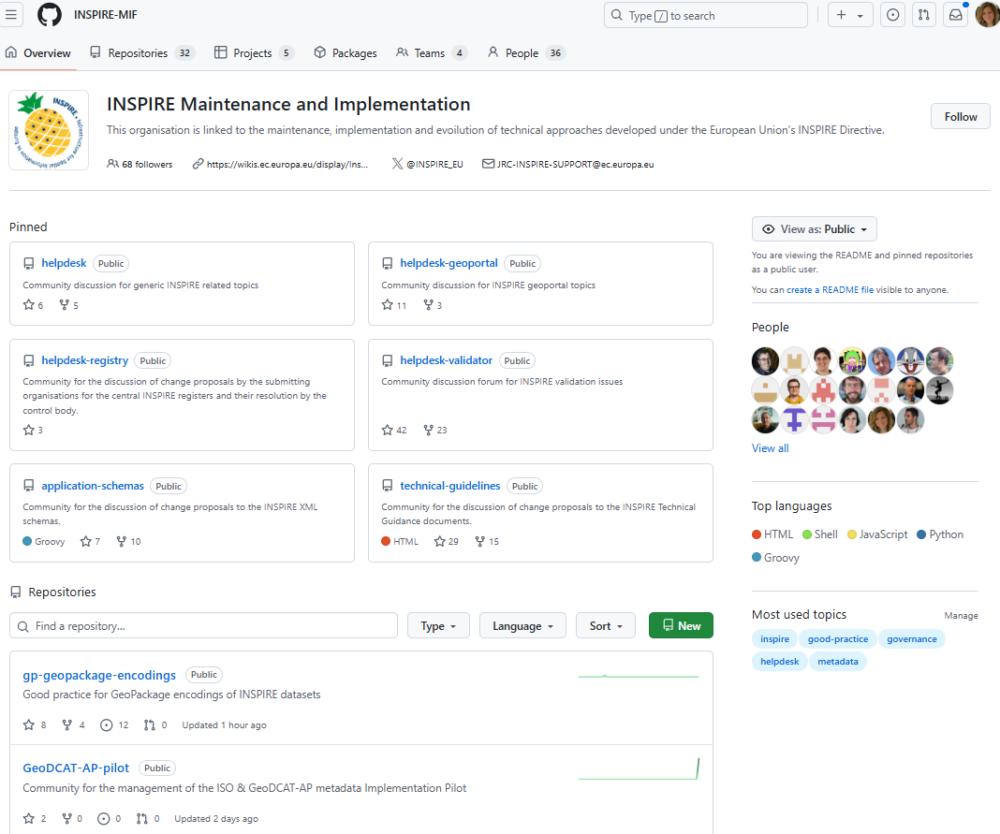 INSPIRE-MIF
Type / to search
Overview
Repositories 32
Projects 5
Packages
Teams 4
People 36
INSPIRE Maintenance and Implementation
This organisation is linked to the maintenance, implementation and evoilution of technical approaches developed under the European Union's INSPIRE Directive.
Follow
68 followers
https://wikis.ec.europa.eu/display/Ins...
@INSPIRE_EU
JRC-INSPIRE-SUPPORT@ec.europa.eu
INSPIRE
Infrastructure for Spatial Information in Europe
Pinned
helpdesk Public
Community discussion for generic INSPIRE related topics
6 5
helpdesk-geoportal Public
Community discussion for INSPIRE geoportal topics
11 3
helpdesk-registry Public
Community for the discussion of change proposals by the submitting
organisations for the central INSPIRE registers and their resolution by the
control body.
3
helpdesk-validator Public
Community discussion forum for INSPIRE validation issues
42 23
application-schemas Public
Community for the discussion of change proposals to the INSPIRE XML
schemas.
Groovy 7 10
technical-guidelines Public
Community for the discussion of change proposals to the INSPIRE Technical
Guidance documents.
HTML 29 15
Repositories
Find a repository...
Type
Language
Sort
New
gp-geopackage-encodings Public
Good practice for GeoPackage encodings of INSPIRE datasets
8 4 12 0 Updated 1 hour ago
GeoDCAT-AP-pilot Public
Community for the management of the ISO & GeoDCAT-AP metadata Implementation Pilot
2 0 0 0 Updated 2 days ago
View as: Public
You are viewing the README and pinned repositories
as a public user.
You can create a README file visible to anyone.
People
View all
Top languages
HTML Shell JavaScript Python
Groovy
Most used topics
Manage
inspire good-practice governance
helpdesk metadata